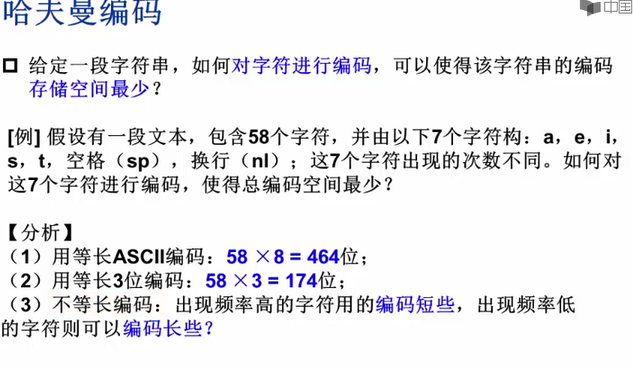 哈夫曼编码
中国
给定一段字符串，如何对字符进行编码，可以使得该字符串的编码
存储空间最少？
[例] 假设有一段文本，包含58个字符，并由以下7个字符构：a，e，i，
s，t，空格（sp），换行（nl）；这7个字符出现的次数不同。如何对
这7个字符进行编码，使得总编码空间最少？
【分析】
（1）用等长ASCII编码：58 ×8 = 464位；
（2）用等长3位编码：58 ×3 = 174位；
（3）不等长编码：出现频率高的字符用的编码短些，出现频率低
的字符则可以编码长些？